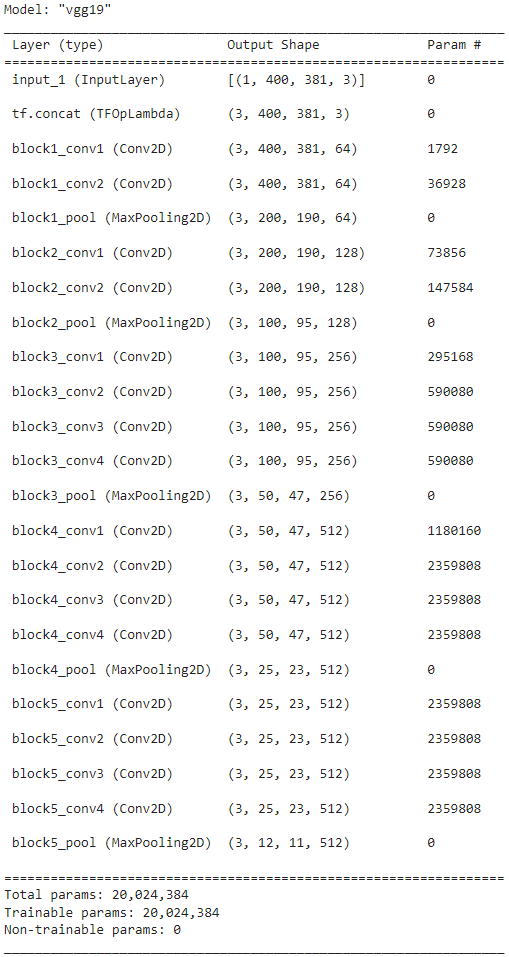 Model: "vgg19"
Layer (type) Output Shape Param #
input_1 (InputLayer) [(1, 400, 381, 3)] 0
tf.concat (TFOpLambda) (3, 400, 381, 3) 0
block1_conv1 (Conv2D) (3, 400, 381, 64) 1792
block1_conv2 (Conv2D) (3, 400, 381, 64) 36928
block1_pool (MaxPooling2D) (3, 200, 190, 64) 0
block2_conv1 (Conv2D) (3, 200, 190, 128) 73856
block2_conv2 (Conv2D) (3, 200, 190, 128) 147584
block2_pool (MaxPooling2D) (3, 100, 95, 128) 0
block3_conv1 (Conv2D) (3, 100, 95, 256) 295168
block3_conv2 (Conv2D) (3, 100, 95, 256) 590080
block3_conv3 (Conv2D) (3, 100, 95, 256) 590080
block3_conv4 (Conv2D) (3, 100, 95, 256) 590080
block3_pool (MaxPooling2D) (3, 50, 47, 256) 0
block4_conv1 (Conv2D) (3, 50, 47, 512) 1180160
block4_conv2 (Conv2D) (3, 50, 47, 512) 2359808
block4_conv3 (Conv2D) (3, 50, 47, 512) 2359808
block4_conv4 (Conv2D) (3, 50, 47, 512) 2359808
block4_pool (MaxPooling2D) (3, 25, 23, 512) 0
block5_conv1 (Conv2D) (3, 25, 23, 512) 2359808
block5_conv2 (Conv2D) (3, 25, 23, 512) 2359808
block5_conv3 (Conv2D) (3, 25, 23, 512) 2359808
block5_conv4 (Conv2D) (3, 25, 23, 512) 2359808
block5_pool (MaxPooling2D) (3, 12, 11, 512) 0
Total params: 20,024,384
Trainable params: 20,024,384
Non-trainable params: 0